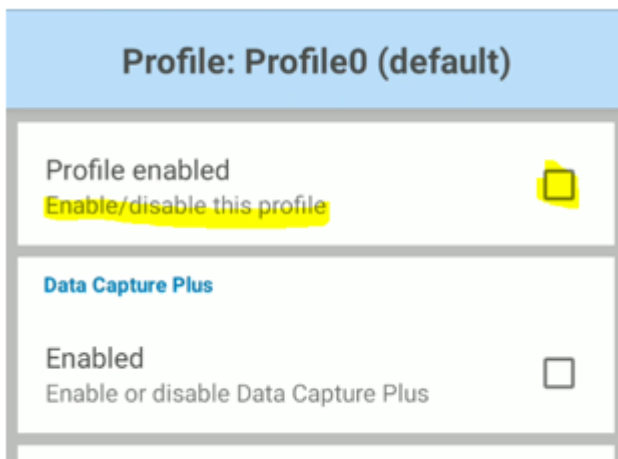 Profile: Profile0 (default)
Profile enabled
Enable/disable this profile
Data Capture Plus
Enabled
Enable or disable Data Capture Plus